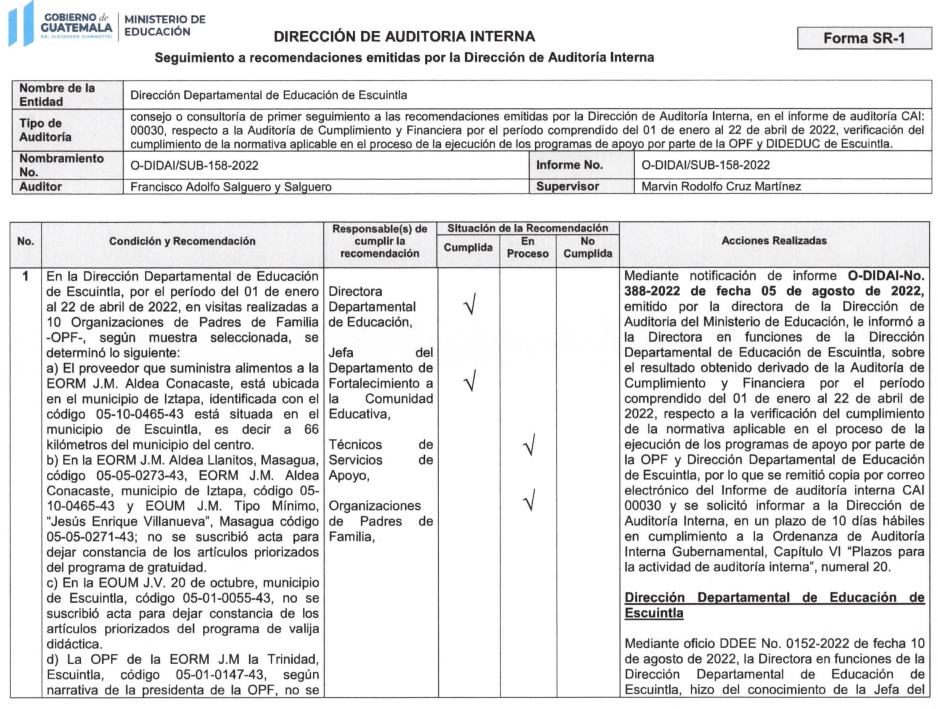 GOBIERNO de
GUATEMALA
DR. ALEJANDRO GIAMMATTEI
MINISTERIO DE
EDUCACIÓN
DIRECCIÓN DE AUDITORIA INTERNA
Forma SR-1
Seguimiento a recomendaciones emitidas por la Dirección de Auditoría Interna
Nombre de la
Entidad
Dirección Departamental de Educación de Escuintla
Tipo de
Auditoría
consejo o consultoría de primer seguimiento a las recomendaciones emitidas por la Dirección de Auditoría Interna, en el informe de auditoría CAI:
00030, respecto a la Auditoría de Cumplimiento y Financiera por el período comprendido del 01 de enero al 22 de abril de 2022, verificación del
cumplimiento de la normativa aplicable en el proceso de la ejecución de los programas de apoyo por parte de la OPF y DIDEDUC de Escuintla.
Nombramiento
No.
O-DIDAI/SUB-158-2022
Informe No.
O-DIDAI/SUB-158-2022
Auditor
Francisco Adolfo Salguero y Salguero
Supervisor
Marvin Rodolfo Cruz Martínez
No.
Condición y Recomendación
Responsable(s) de
cumplir la
recomendación
Situación de la Recomendación
Cumplida
En
Proceso
No
Cumplida
Acciones Realizadas
1
En la Dirección Departamental de Educación
de Escuintla, por el período del 01 de enero
al 22 de abril de 2022, en visitas realizadas a
10 Organizaciones de Padres de Familia
-OPF-, según muestra seleccionada, se
determinó lo siguiente:
a) El proveedor que suministra alimentos a la
EORM J.M. Aldea Conacaste, está ubicada
en el municipio de Iztapa, identificada con el
código 05-10-0465-43 está situada en el
municipio de Escuintla, es decir a 66
kilómetros del municipio del centro.
b) En la EORM J.M. Aldea Llanitos, Masagua,
código 05-05-0273-43, EORM J.M. Aldea
Conacaste, municipio de Iztapa, código 05-
10-0465-43 y EOUM J.M. Tipo Mínimo,
“Jesús Enrique Villanueva”, Masagua código
05-05-0271-43; no se suscribió acta para
dejar constancia de los artículos priorizados
del programa de gratuidad.
c) En la EOUM J.V. 20 de octubre, municipio
de Escuintla, código 05-01-0055-43, no se
suscribió acta para dejar constancia de los
artículos priorizados del programa de valija
didáctica.
d) La OPF de la EORM J.M la Trinidad,
Escuintla, código 05-01-0147-43, según
narrativa de la presidenta de la OPF, no se
Directora
Departamental
de Educación,
Jefa del
Departamento de
Fortalecimiento a
la Comunidad
Educativa,
Técnicos de
Servicios de
Apoyo,
Organizaciones
de Padres de
Familia,
√
√
√
√
Mediante notificación de informe O-DIDAI-No.
388-2022 de fecha 05 de agosto de 2022,
emitido por la directora de la Dirección de
Auditoria del Ministerio de Educación, le informó a
la Directora en funciones de la Dirección
Departamental de Educación de Escuintla, sobre
el resultado obtenido derivado de la Auditoría de
Cumplimiento y Financiera por el período
comprendido del 01 de enero al 22 de abril de
2022, respecto a la verificación del cumplimiento
de la normativa aplicable en el proceso de la
ejecución de los programas de apoyo por parte de
la OPF y Dirección Departamental de Educación
de Escuintla, por lo que se remitió copia por correo
electrónico del Informe de auditoría interna CAI
00030 y se solicitó informar a la Dirección de
Auditoría Interna, en un plazo de 10 días hábiles
en cumplimiento a la Ordenanza de Auditoría
Interna Gubernamental, Capítulo VI “Plazos para
la actividad de auditoría interna”, numeral 20.
Dirección Departamental de Educación de
Escuintla
Mediante oficio DDEE No. 0152-2022 de fecha 10
de agosto de 2022, la Directora en funciones de la
Dirección Departamental de Educación de
Escuintla, hizo del conocimiento de la Jefa del